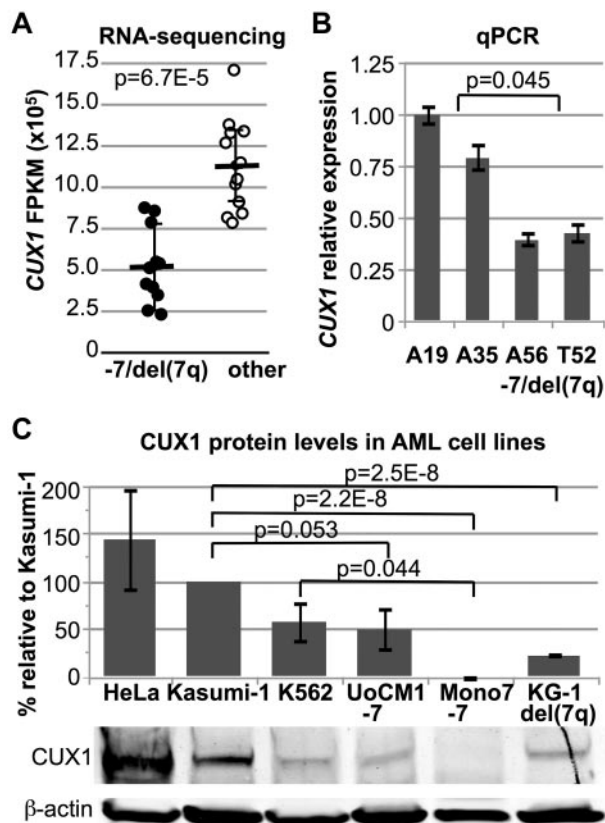 A RNA-sequencing
p=6.7E-5
CUX1 FPKM (x10⁵)
17.5
15.0
12.5
10.0
7.5
5.0
2.5
0
-7/del(7q) other
B qPCR
p=0.045
CUX1 relative expression
1.25
1.00
0.75
0.50
0.25
0
A19 A35 A56 T52
-7/del(7q)
C CUX1 protein levels in AML cell lines
p=2.5E-8
p=2.2E-8
p=0.053
p=0.044
% relative to Kasumi-1
200
150
100
50
0
HeLa Kasumi-1 K562 UoCM1 Mono7 KG-1
-7 -7 del(7q)
CUX1
β-actin